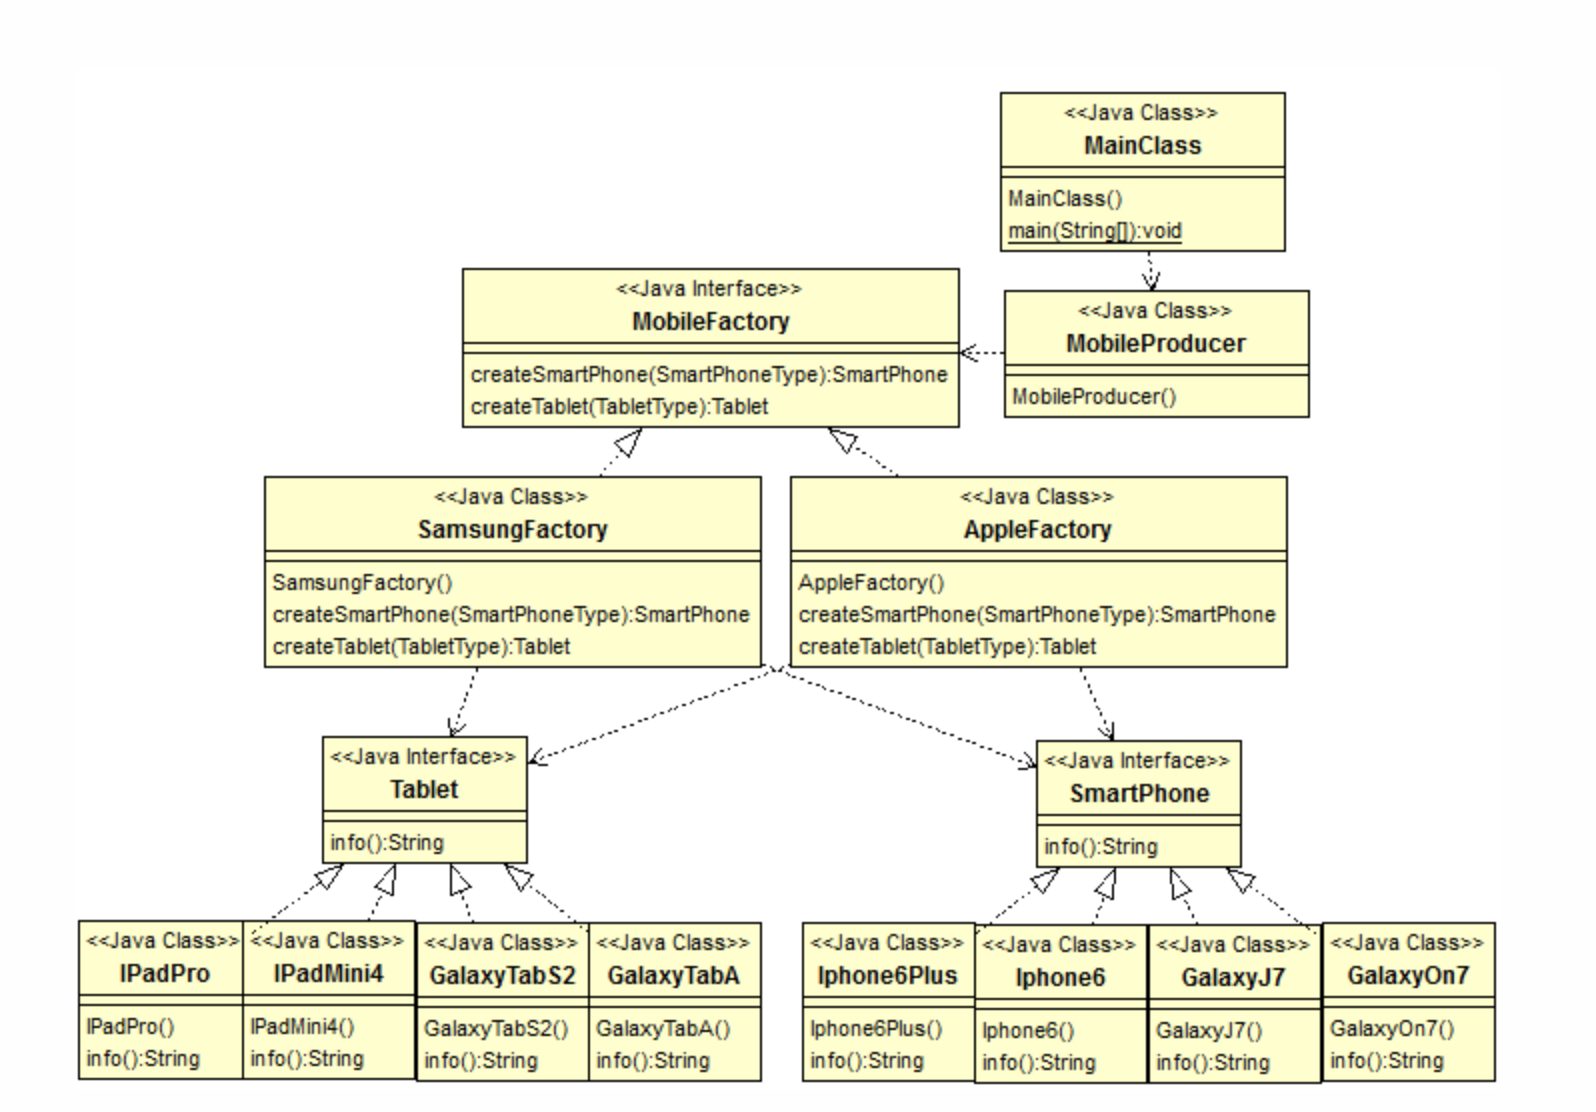 <<Java Class>>
MainClass
MainClass()
main(String[]):void
<<Java Interface>>
MobileFactory
createSmartPhone(SmartPhoneType):SmartPhone
createTablet(TabletType):Tablet
<<Java Class>>
MobileProducer
MobileProducer()
<<Java Class>>
SamsungFactory
SamsungFactory()
createSmartPhone(SmartPhoneType):SmartPhone
createTablet(TabletType):Tablet
<<Java Class>>
AppleFactory
AppleFactory()
createSmartPhone(SmartPhoneType):SmartPhone
createTablet(TabletType):Tablet
<<Java Interface>>
Tablet
info():String
<<Java Interface>>
SmartPhone
info():String
<<Java Class>>
IPadPro
IPadPro()
info():String
<<Java Class>>
IPadMini4
IPadMini4()
info():String
<<Java Class>>
GalaxyTabS2
GalaxyTabS2()
info():String
<<Java Class>>
GalaxyTabA
GalaxyTabA()
info():String
<<Java Class>>
Iphone6Plus
Iphone6Plus()
info():String
<<Java Class>>
Iphone6
Iphone6()
info():String
<<Java Class>>
GalaxyJ7
GalaxyJ7()
info():String
<<Java Class>>
GalaxyOn7
GalaxyOn7()
info():String